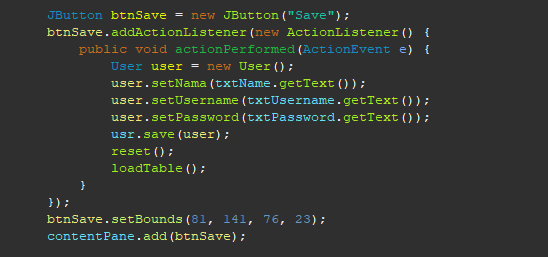 JButton btnSave = new JButton("Save");
btnSave.addActionListener(new ActionListener() {
public void actionPerformed(ActionEvent e) {
User user = new User();
user.setNama(txtName.getText());
user.setUsername(txtUsername.getText());
user.setPassword(txtPassword.getText());
usr.save(user);
reset();
loadTable();
}
});
btnSave.setBounds(81, 141, 76, 23);
contentPane.add(btnSave);